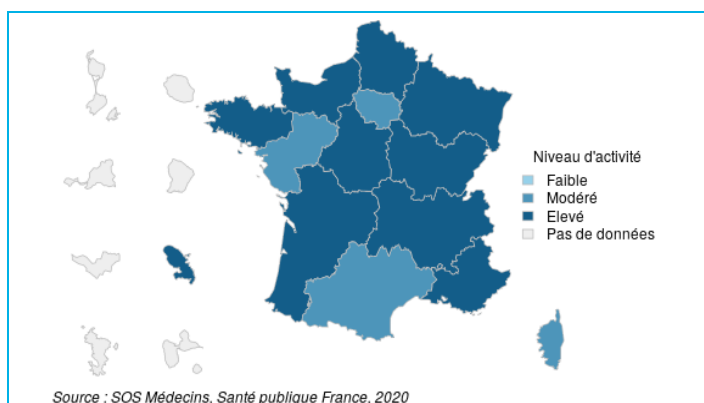 Niveau d'activité
Faible
Modéré
Elevé
Pas de données
Source : SOS Médecins, Santé publique France, 2020